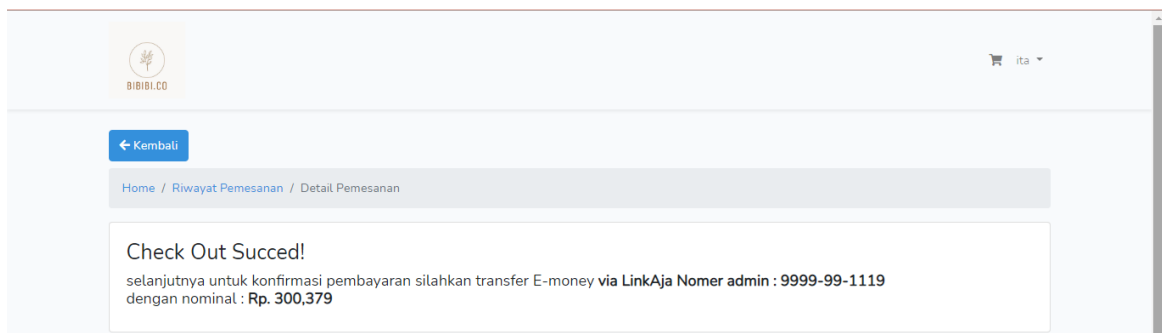 BIBIBI.CO
ita
Kembali
Home / Riwayat Pemesanan / Detail Pemesanan
Check Out Succed!
selanjutnya untuk konfirmasi pembayaran silahkan transfer E-money via LinkAja Nomer admin : 9999-99-1119
dengan nominal : Rp. 300,379